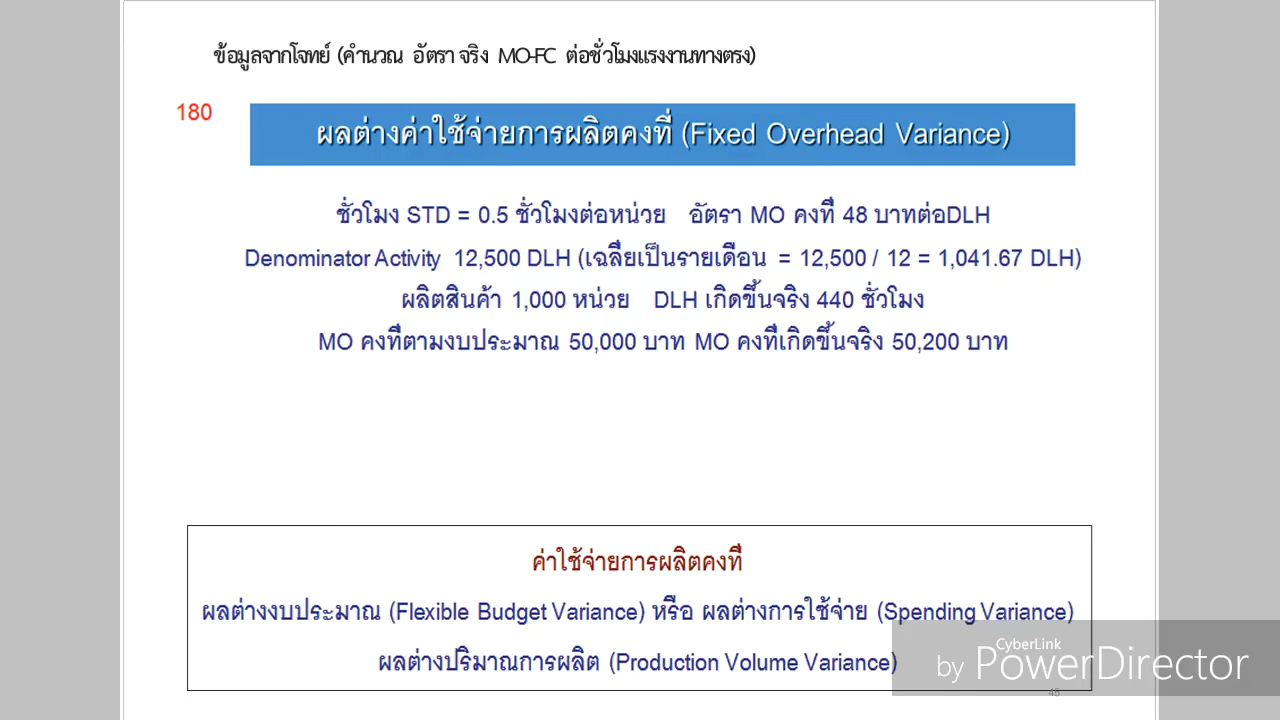 ข้อมูลจากโจทย์ (คำนวณ อัตรา จริง MO-FC ต่อชั่วโมงแรงงานทางตรง)
180
ผลต่างค่าใช้จ่ายการผลิตคงที่ (Fixed Overhead Variance)
ชั่วโมง STD = 0.5 ชั่วโมงต่อหน่วย อัตรา MO คงที่ 48 บาทต่อDLH
Denominator Activity 12,500 DLH (เฉลี่ยเป็นรายเดือน = 12,500 / 12 = 1,041.67 DLH)
ผลิตสินค้า 1,000 หน่วย DLH เกิดขึ้นจริง 440 ชั่วโมง
MO คงที่ตามงบประมาณ 50,000 บาท MO คงที่เกิดขึ้นจริง 50,200 บาท
ค่าใช้จ่ายการผลิตคงที่
ผลต่างงบประมาณ (Flexible Budget Variance) หรือ ผลต่างการใช้จ่าย (Spending Variance)
ผลต่างปริมาณการผลิต (Production Volume Variance)
CyberLink
by PowerDirector
45